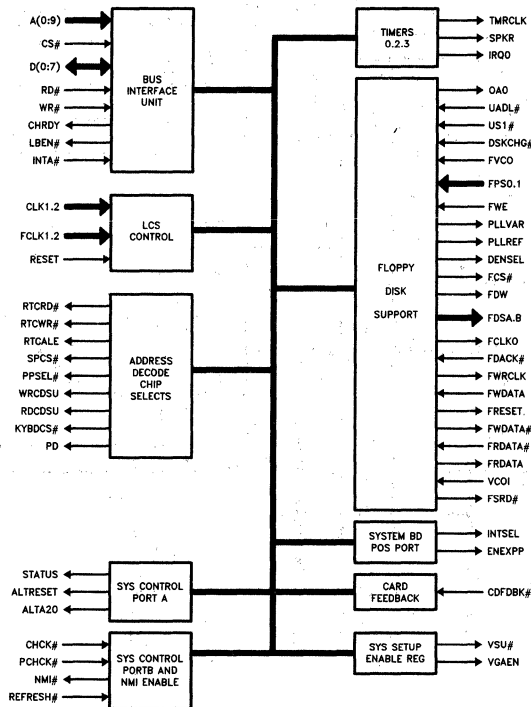 A(0:9)
CS#
D(0:7)
RD#
WR#
CHRDY
LBEN#
INTA#
BUS
INTERFACE
UNIT
CLK1.2
FCLK1.2
RESET
LCS
CONTROL
RTCRD#
RTCWR#
RTCALE
SPCS#
PPSEL#
WRCDSU
RDCDSU
KYBDCS#
PD
ADDRESS
DECODE
CHIP
SELECTS
STATUS
ALTRESET
ALTA20
SYS CONTROL
PORT A
CHCK#
PCHCK#
NMI#
REFRESH#
SYS CONTROL
PORTB AND
NMI ENABLE
TIMERS
0.2.3
TMRCLK
SPKR
IRQ0
FLOPPY
DISK
SUPPORT
OA0
UADL#
US1#
DSKCHG#
FVCO
FPS0.1
FWE
PLLVAR
PLLREF
DENSEL
FCS#
FDW
FDSA.B
FCLKO
FDACK#
FWRCLK
FWDATA
FRESET
FWDATA#
FRDATA#
FRDATA
VCOI
FSRD#
SYSTEM BD
POS PORT
INTSEL
ENEXPP
CARD
FEEDBACK
CDFDBK#
SYS SETUP
ENABLE REG
VSU#
VGAEN